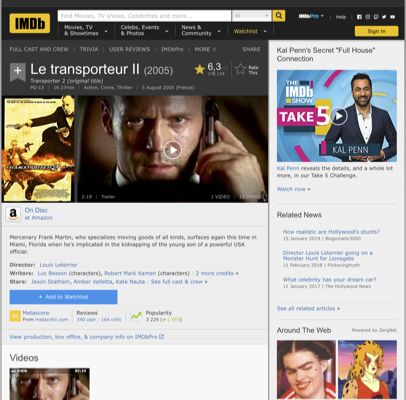 IMDb
Find Movies, TV shows, Celebrities and more...
All
IMDbPro
Help
Movies, TV
& Showtimes
Celebs, Events
& Photos
News &
Community
Watchlist
Sign in
FULL CAST AND CREW | TRIVIA | USER REVIEWS | IMDbPro | MORE
SHARE
Le transporteur II (2005)
Transporter 2 (original title)
PG-13 | 1h 27min | Action, Crime, Thriller | 3 August 2005 (France)
6,3
Rate
This
2:19 | Trailer
1 VIDEO
On Disc
at Amazon
Mercenary Frank Martin, who specializes moving goods of all kinds, surfaces again this time in
Miami, Florida when he's implicated in the kidnapping of the young son of a powerful USA
official.
Director: Louis Leterrier
Writers: Luc Besson (characters), Robert Mark Kamen (characters) | 2 more credits »
Stars: Jason Statham, Amber Valletta, Kate Nauta | See full cast & crew »
+ Add to Watchlist
Metascore
From metacritic.com
Reviews
340 user | 164 critic
Popularity
View production, box office, & company info on IMDbPro
Videos
Kal Penn's Secret "Full House"
Connection
THE
IMDb
SHOW
TAKE 5
KAL PENN
Kal Penn reveals the details, and a whole lot
more, in our Take 5 Challenge.
Watch now »
Related News
How realistic are Hollywood's stunts?
15 January 2019 | Blogomatic3000
Director Louis Leterrier going on a
Monster Hunt for Lionsgate
11 February 2018 | Flickeringmyth
What celebrity has your dream car?
11 January 2017 | The Hollywood News
See all related articles »
Around The Web
Powered by ZergNet